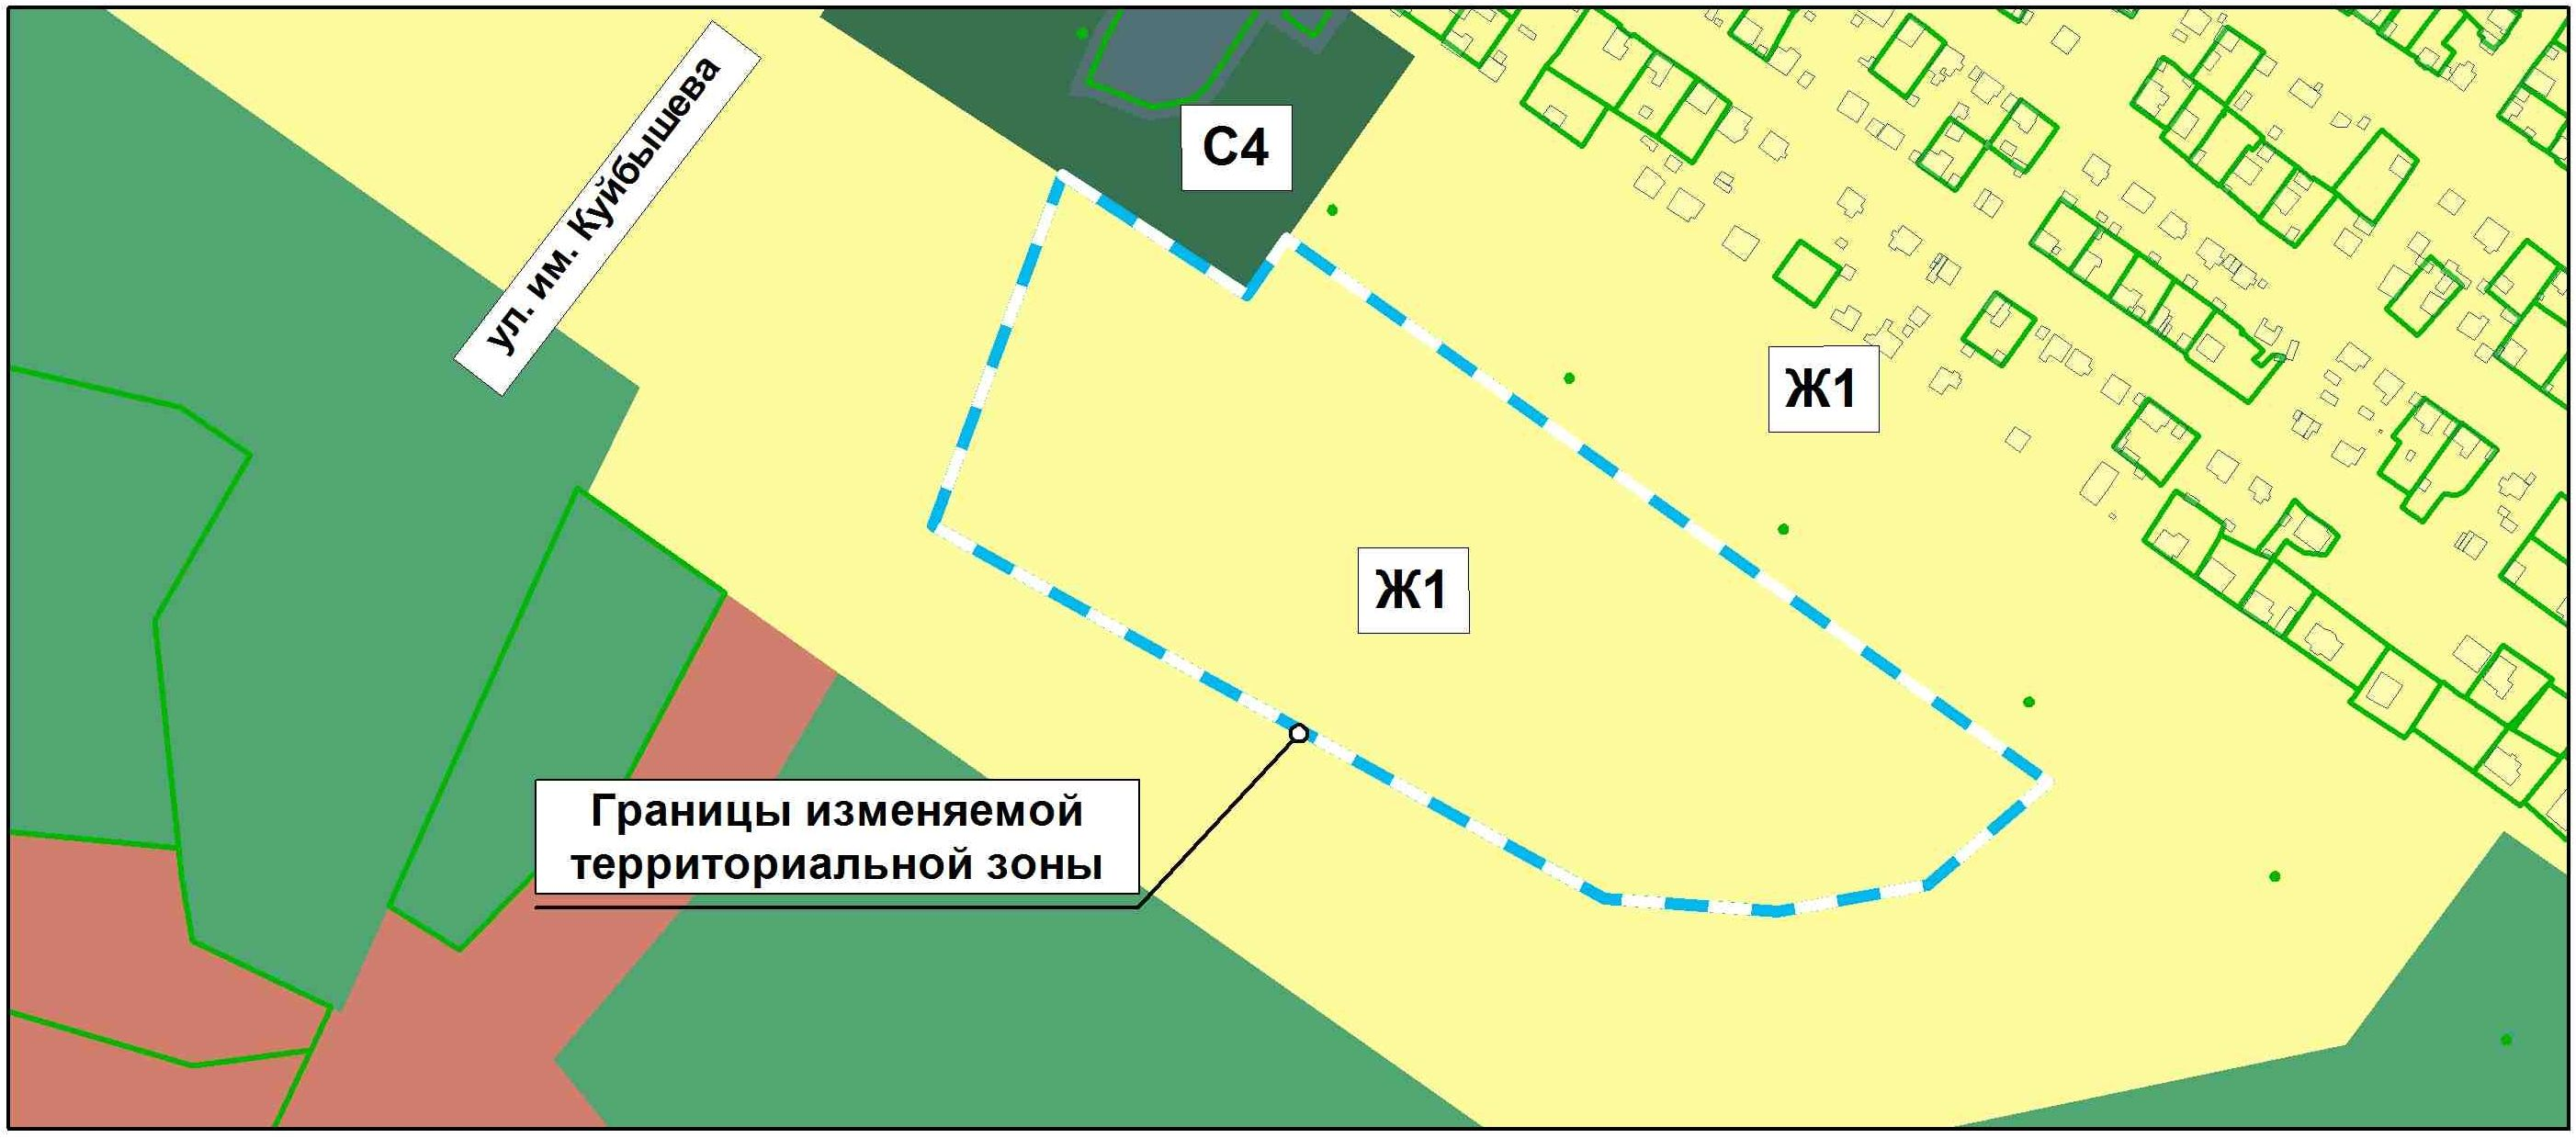 ул. им. Куйбышева
С4
Ж1
Ж1
Границы изменяемой
территориальной зоны